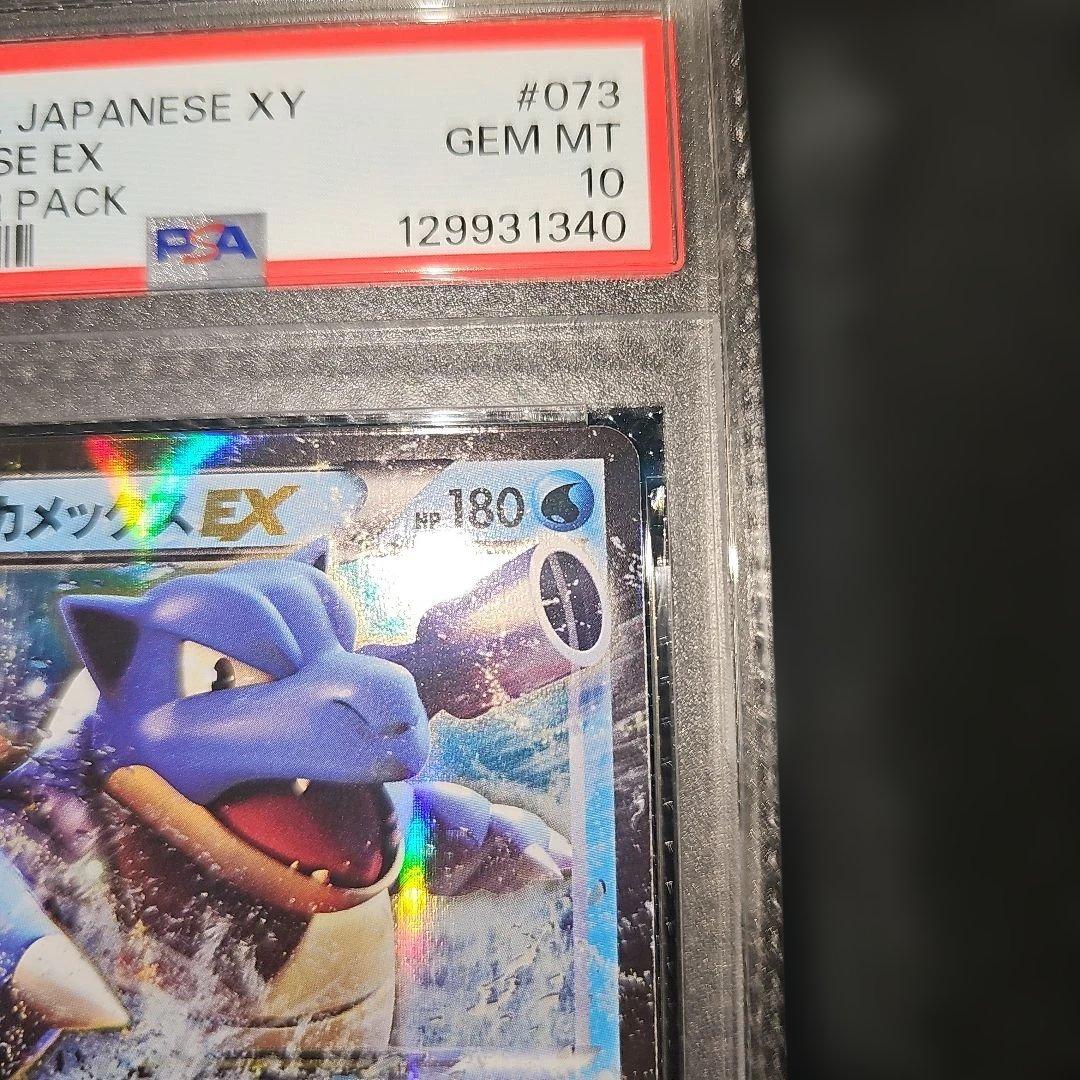 JAPANESE XY #073
SE EX GEM MT
PACK 10
PSA 129931340
カメックスEX HP 180